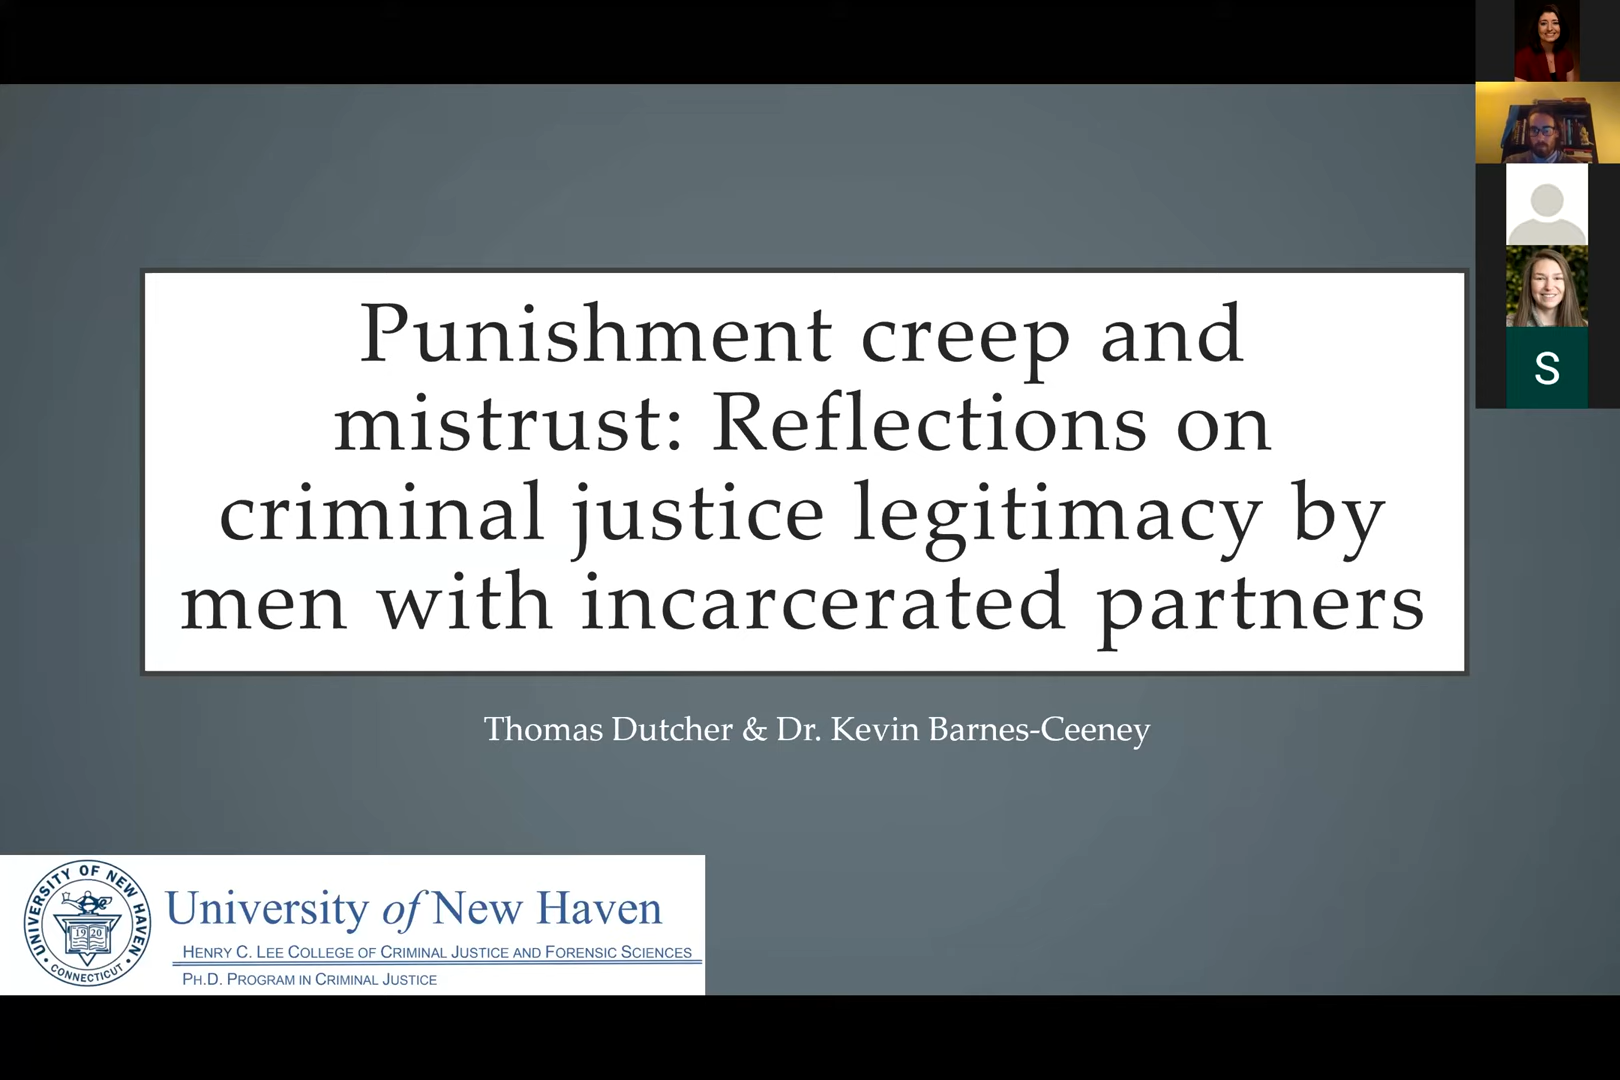 Punishment creep and
mistrust: Reflections on
criminal justice legitimacy by
men with incarcerated partners
Thomas Dutcher & Dr. Kevin Barnes-Ceeney
UNIVERSITY OF NEW HAVEN
1920
CONNECTICUT
University of New Haven
HENRY C. LEE COLLEGE OF CRIMINAL JUSTICE AND FORENSIC SCIENCES
PH.D. PROGRAM IN CRIMINAL JUSTICE
S